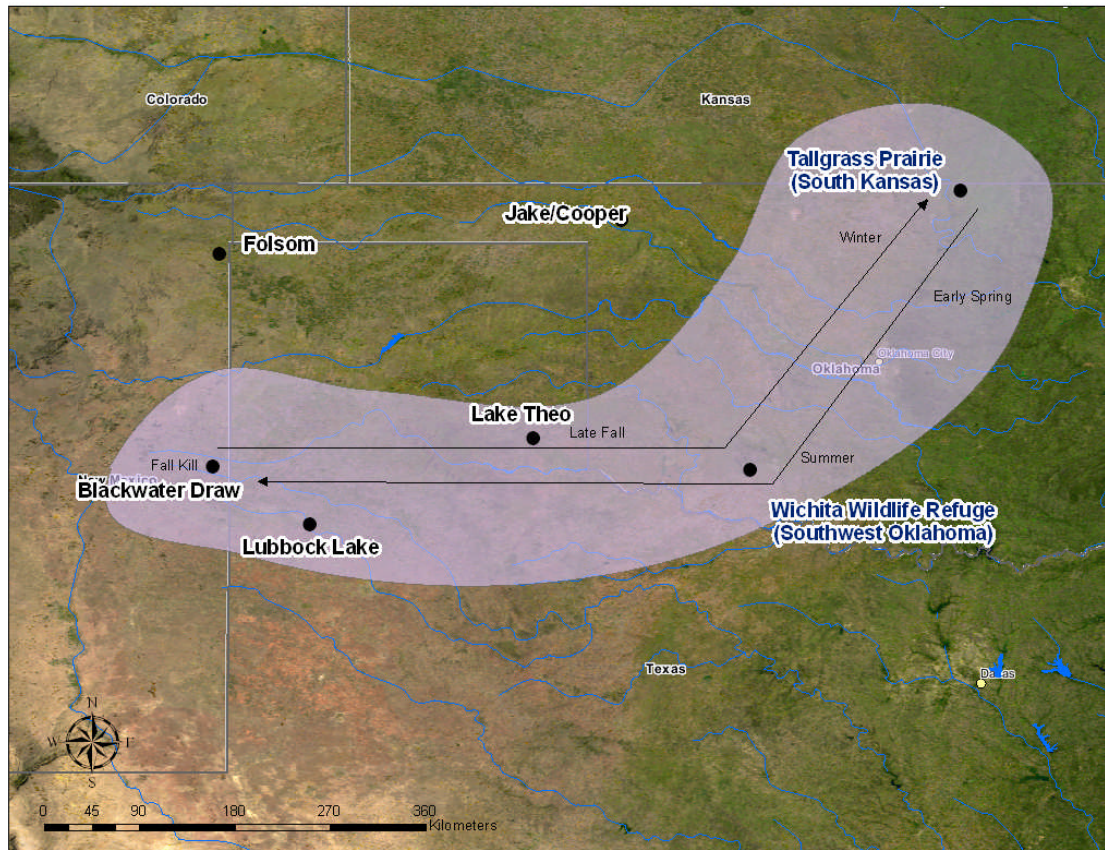 Colorado
Kansas
Tallgrass Prairie
(South Kansas)
Jake/Cooper
Folsom
Winter
Early Spring
Oklahoma City
Oklahoma
Lake Theo
Late Fall
Fall Kill
Summer
New Mexico
Blackwater Draw
Wichita Wildlife Refuge
(Southwest Oklahoma)
Lubbock Lake
Texas
Dallas
N
W E
S
0 45 90 180 270 360
Kilometers